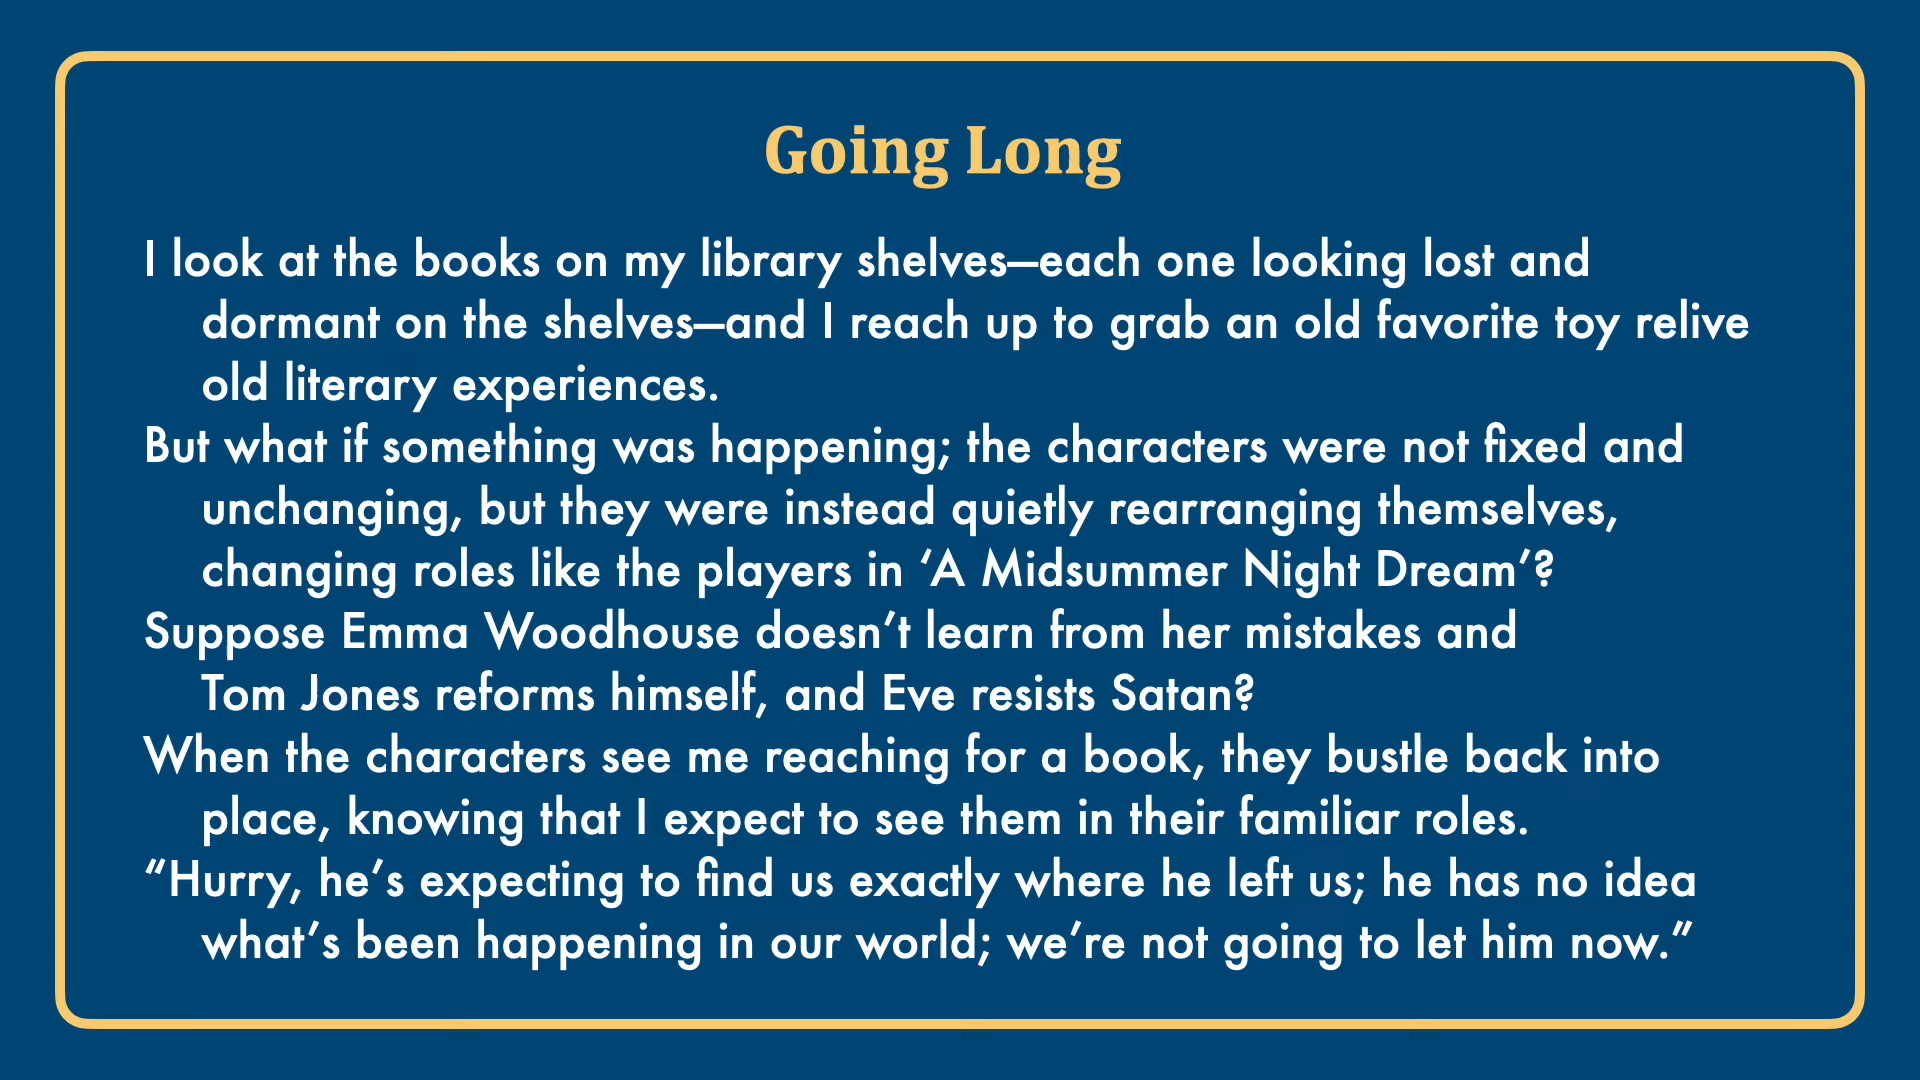 Going Long
I look at the books on my library shelves—each one looking lost and
dormant on the shelves—and I reach up to grab an old favorite toy relive
old literary experiences.
But what if something was happening; the characters were not fixed and
unchanging, but they were instead quietly rearranging themselves,
changing roles like the players in ‘A Midsummer Night Dream’?
Suppose Emma Woodhouse doesn’t learn from her mistakes and
Tom Jones reforms himself, and Eve resists Satan?
When the characters see me reaching for a book, they bustle back into
place, knowing that I expect to see them in their familiar roles.
“Hurry, he’s expecting to find us exactly where he left us; he has no idea
what’s been happening in our world; we’re not going to let him now.”